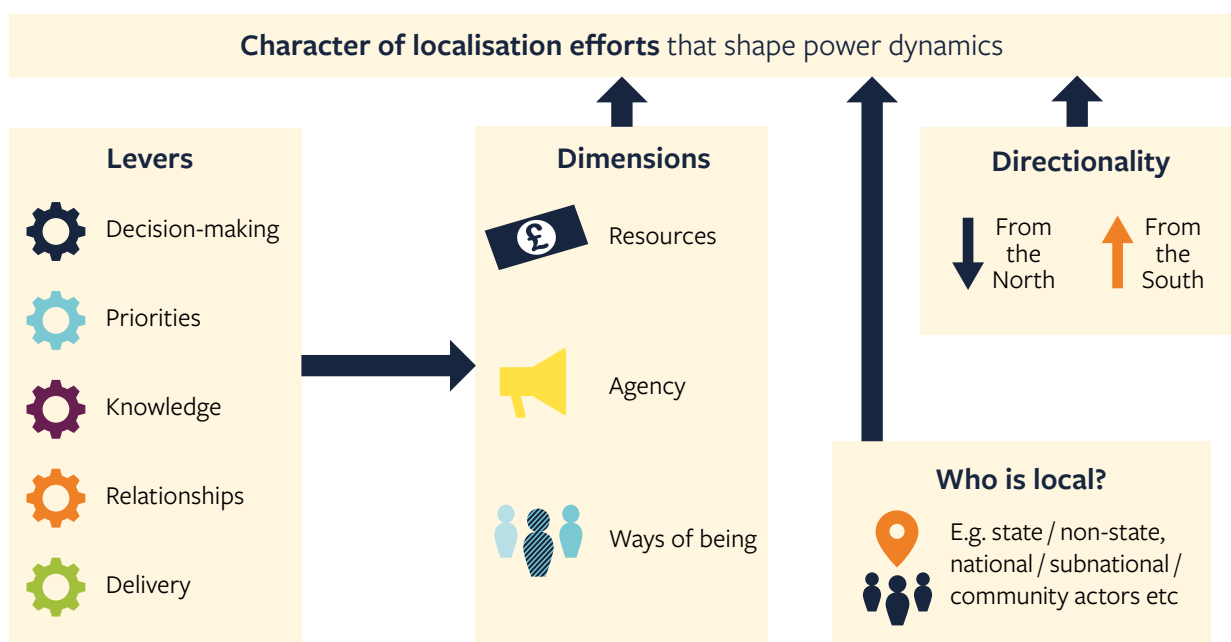 Character of localisation efforts that shape power dynamics
Levers
Decision-making
Priorities
Knowledge
Relationships
Delivery
Dimensions
£
Resources
Agency
Ways of being
Directionality
From
the
North
From
the
South
Who is local?
E.g. state / non-state,
national / subnational /
community actors etc